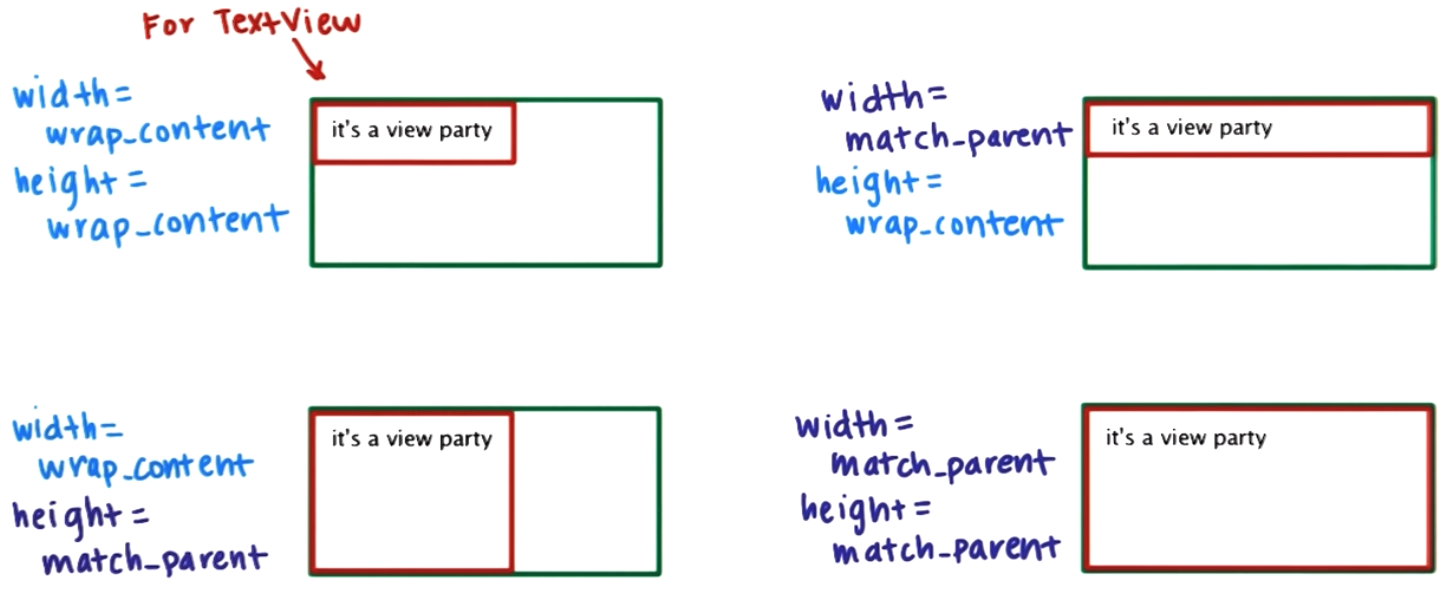 For TextView
width=
wrap_content
height=
wrap_content
it's a view party
width=
match_parent
height=
wrap_content
it's a view party
width=
wrap_content
height=
match_parent
it's a view party
width=
match_parent
height=
match_parent
it's a view party